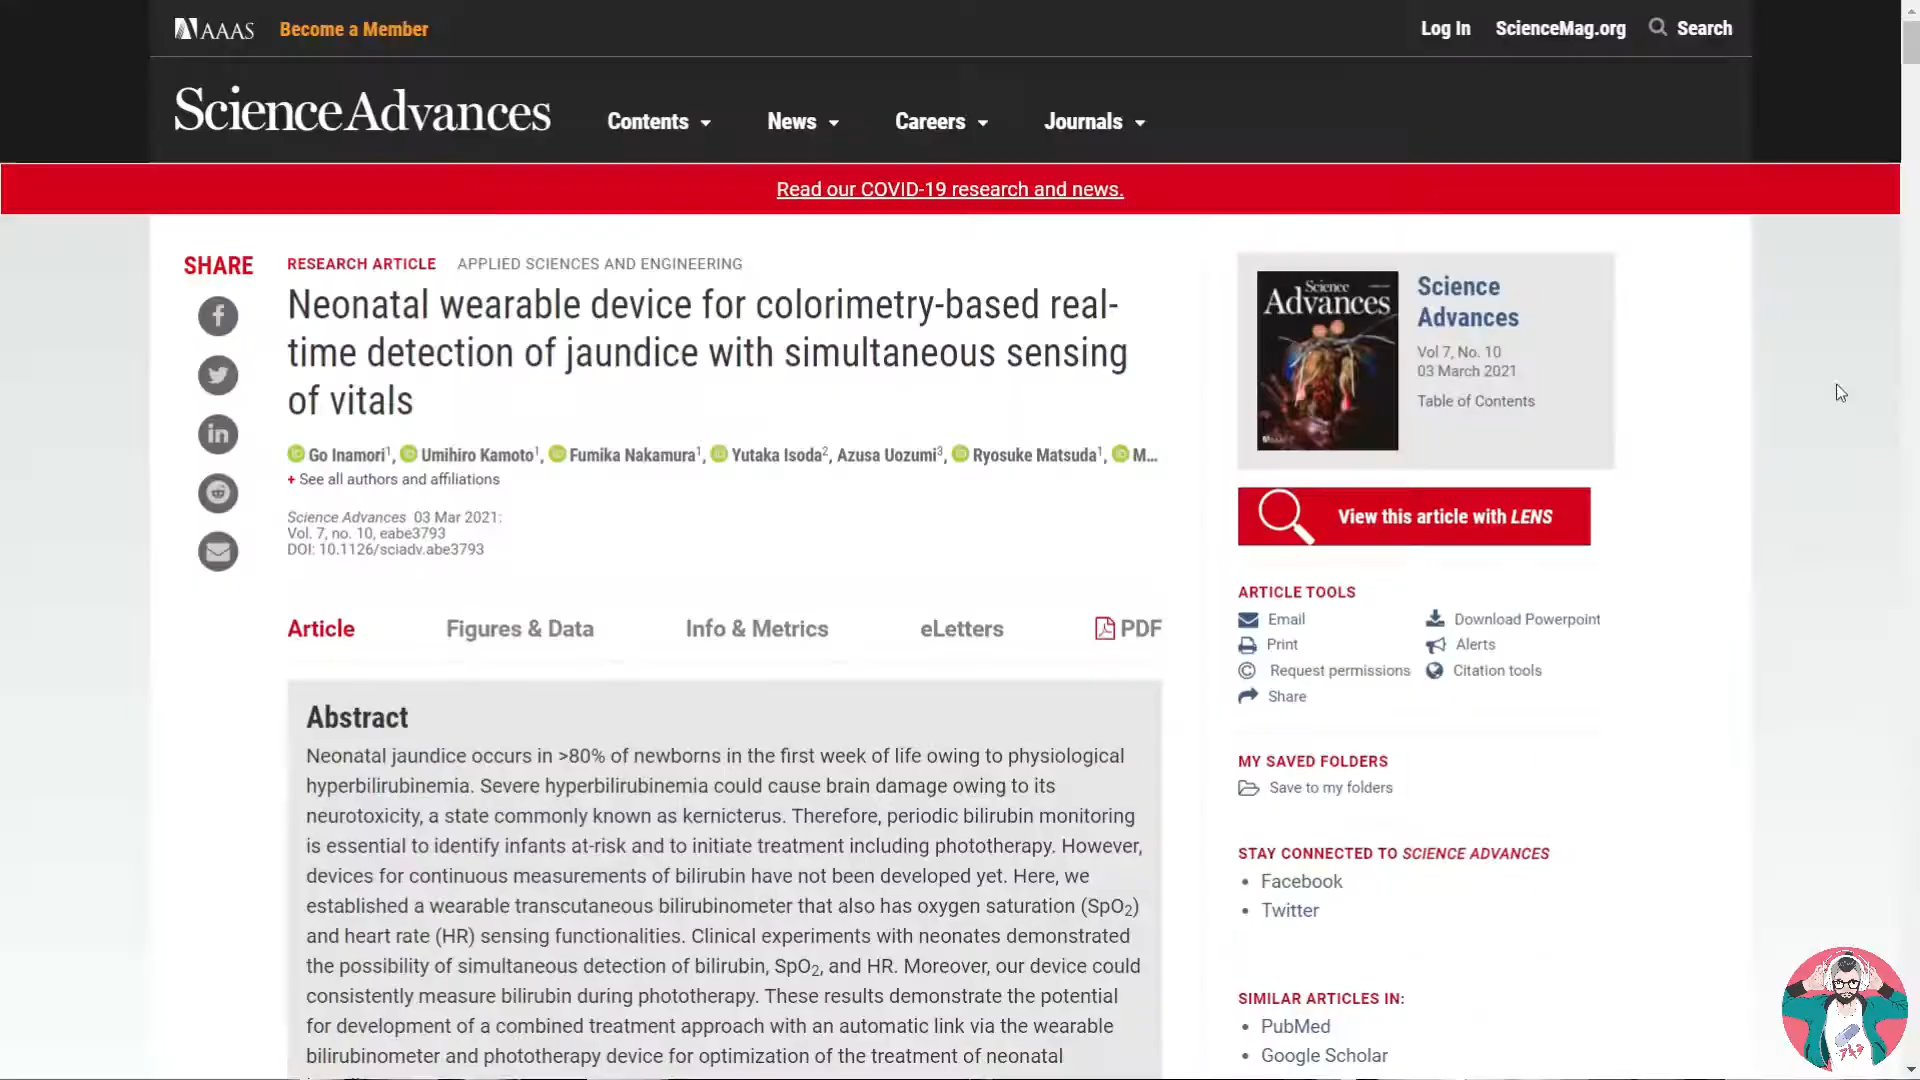 AAAS
Become a Member
Log In
ScienceMag.org
Search
Science Advances
Contents
News
Careers
Journals
Read our COVID-19 research and news.
SHARE
RESEARCH ARTICLE
APPLIED SCIENCES AND ENGINEERING
Neonatal wearable device for colorimetry-based real-
time detection of jaundice with simultaneous sensing
of vitals
Go Inamori1, Umihiro Kamoto1, Fumika Nakamura1, Yutaka Isoda2, Azusa Uozumi3, Ryosuke Matsuda1, M...
+ See all authors and affiliations
Science Advances 03 Mar 2021:
Vol. 7, no. 10, eabe3793
DOI: 10.1126/sciadv.abe3793
Article
Figures & Data
Info & Metrics
eLetters
PDF
Abstract
Neonatal jaundice occurs in >80% of newborns in the first week of life owing to physiological
hyperbilirubinemia. Severe hyperbilirubinemia could cause brain damage owing to its
neurotoxicity, a state commonly known as kernicterus. Therefore, periodic bilirubin monitoring
is essential to identify infants at-risk and to initiate treatment including phototherapy. However,
devices for continuous measurements of bilirubin have not been developed yet. Here, we
established a wearable transcutaneous bilirubinometer that also has oxygen saturation (SpO2)
and heart rate (HR) sensing functionalities. Clinical experiments with neonates demonstrated
the possibility of simultaneous detection of bilirubin, SpO2, and HR. Moreover, our device could
consistently measure bilirubin during phototherapy. These results demonstrate the potential
for development of a combined treatment approach with an automatic link via the wearable
bilirubinometer and phototherapy device for optimization of the treatment of neonatal
Science
Advances
Science
Advances
Vol 7, No. 10
03 March 2021
Table of Contents
View this article with LENS
ARTICLE TOOLS
Email
Download Powerpoint
Print
Alerts
Request permissions
Citation tools
Share
MY SAVED FOLDERS
Save to my folders
STAY CONNECTED TO SCIENCE ADVANCES
• Facebook
• Twitter
SIMILAR ARTICLES IN:
• PubMed
• Google Scholar